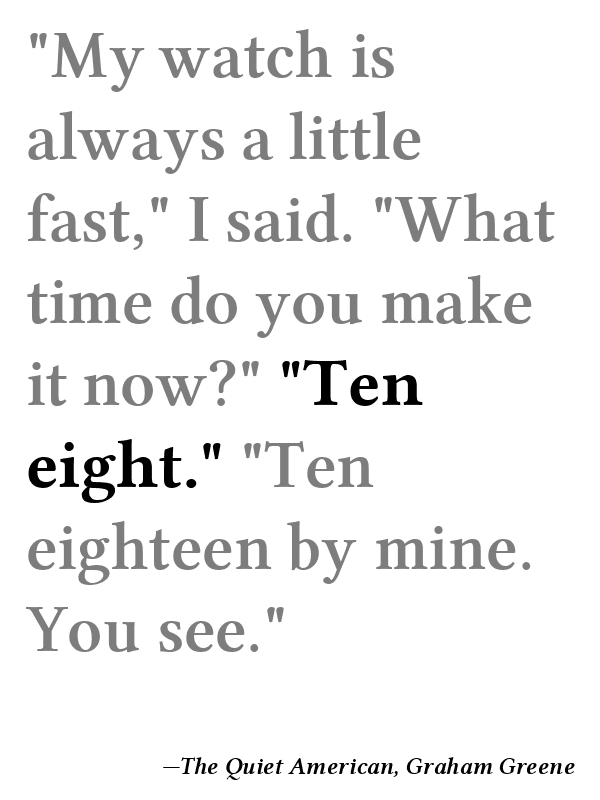 "My watch is
always a little
fast," I said. "What
time do you make
it now?" "Ten
eight." "Ten
eighteen by mine.
You see."
—The Quiet American, Graham Greene